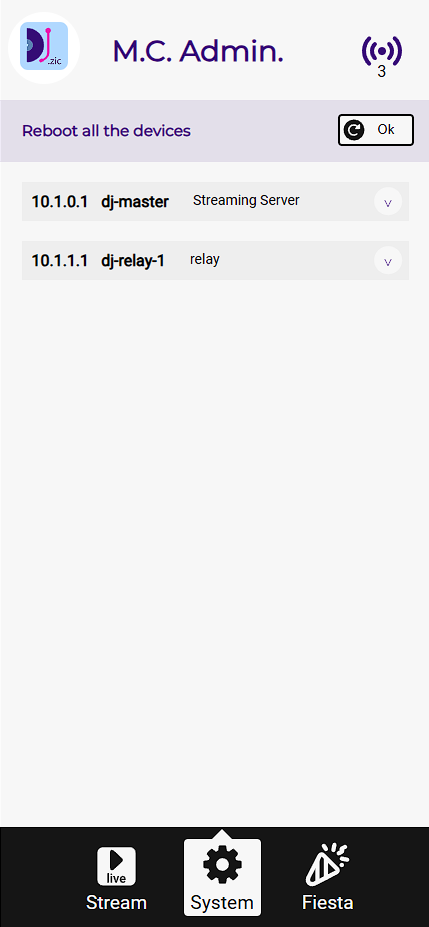 Dj
.zic
M.C. Admin.
3
Reboot all the devices
Ok
10.1.0.1 dj-master Streaming Server
v
10.1.1.1 dj-relay-1 relay
v
live
Stream System Fiesta